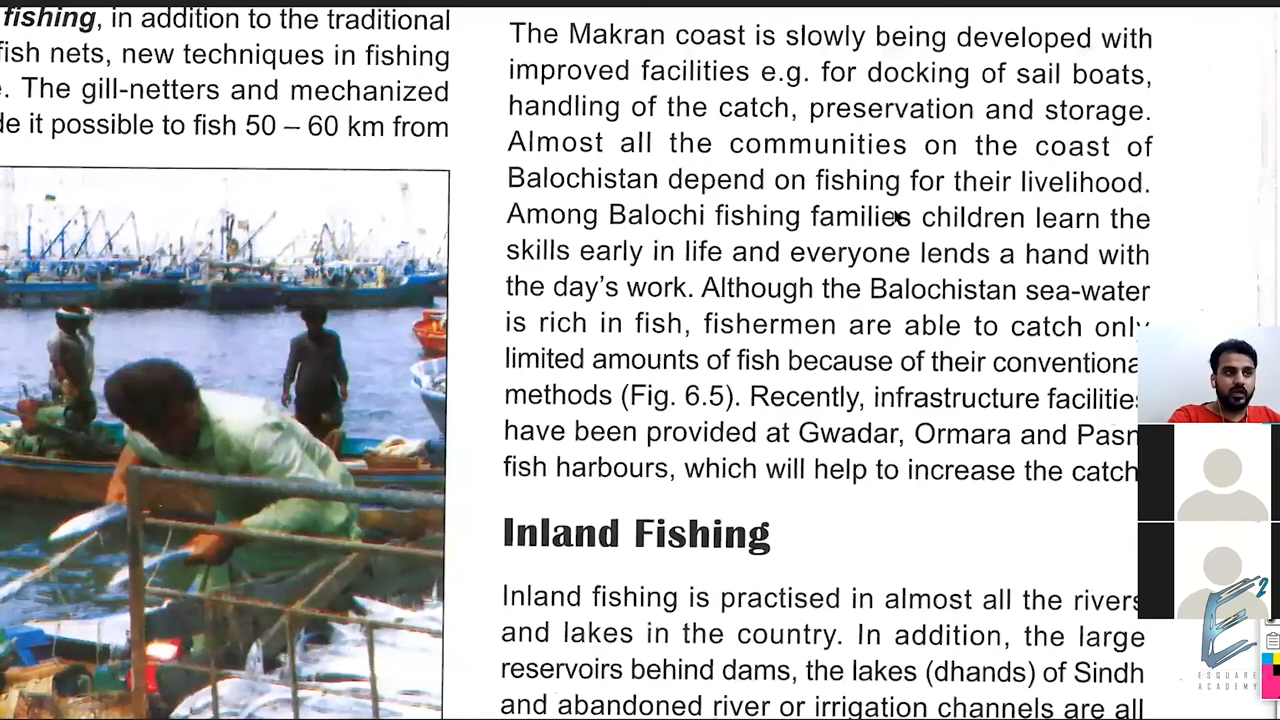 fishing, in addition to the traditional
fish nets, new techniques in fishing
. The gill-netters and mechanized
it possible to fish 50 – 60 km from
The Makran coast is slowly being developed with
improved facilities e.g. for docking of sail boats,
handling of the catch, preservation and storage.
Almost all the communities on the coast of
Balochistan depend on fishing for their livelihood.
Among Balochi fishing families children learn the
skills early in life and everyone lends a hand with
the day's work. Although the Balochistan sea-water
is rich in fish, fishermen are able to catch only
limited amounts of fish because of their conventiona
methods (Fig. 6.5). Recently, infrastructure facilities
have been provided at Gwadar, Ormara and Pasn
fish harbours, which will help to increase the catch
Inland Fishing
Inland fishing is practised in almost all the rivers
and lakes in the country. In addition, the large
reservoirs behind dams, the lakes (dhands) of Sindh
and abandoned river or irrigation channels are all
E2
ESQUARE
ACADEMY